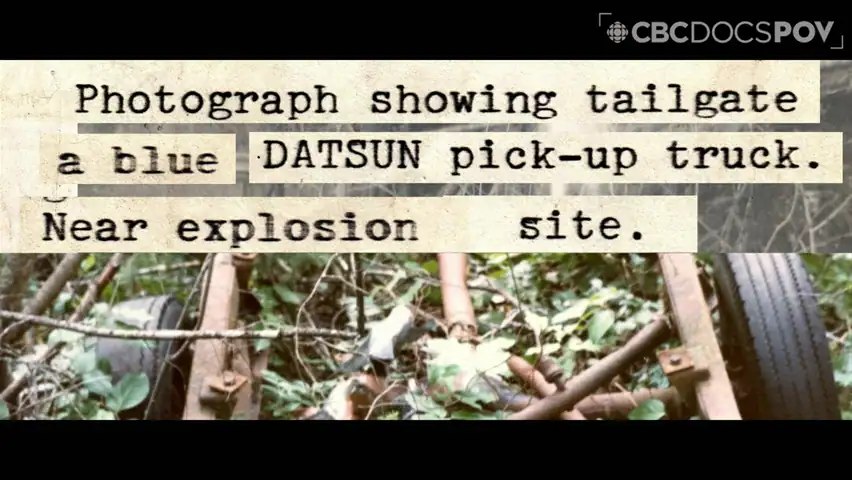 CBCDOCSPOV
Photograph showing tailgate
a blue DATSUN pick-up truck.
Near explosion site.